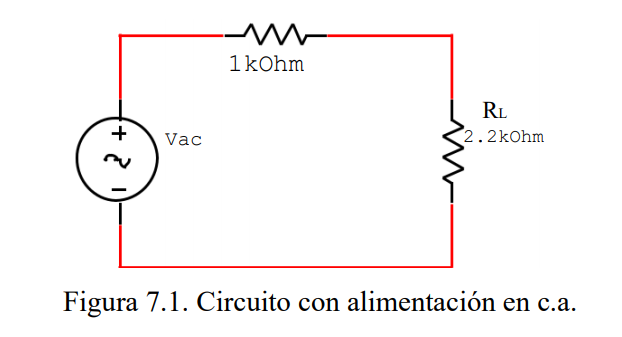 1kOhm
RL
2.2kOhm
Vac
+
−
Figura 7.1. Circuito con alimentación en c.a.